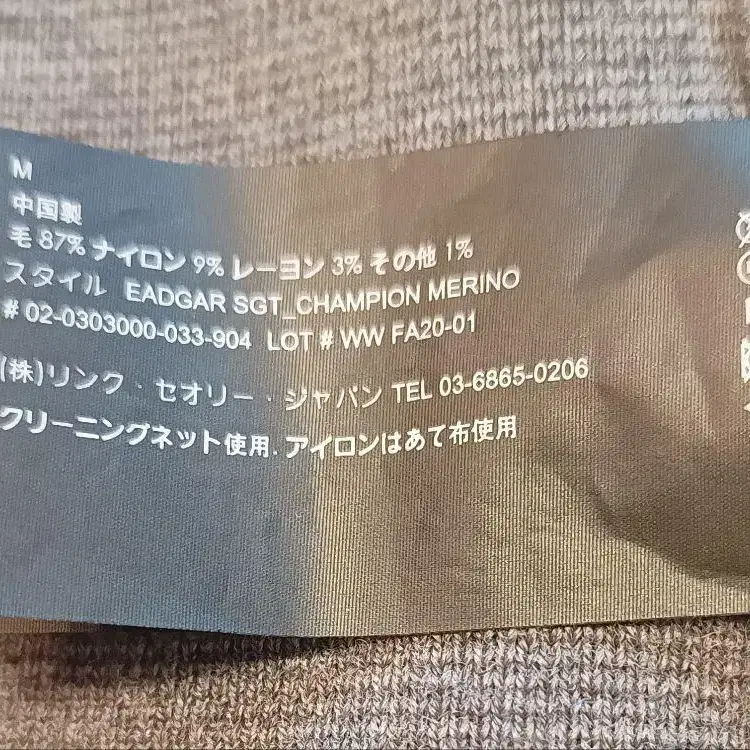 M
中国製
毛 87% ナイロン 9% レーヨン 3% その他 1%
スタイル EADGAR SGT_CHAMPION MERINO
# 02-0303000-033-904 LOT # WW FA20-01
(株)リンク・セオリー・ジャパン TEL 03-6865-0206
クリーニングネット使用.アイロンはあて布使用